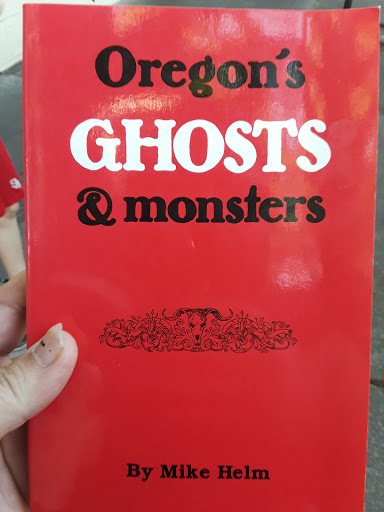 Oregon's
GHOSTS
& monsters
By Mike Helm